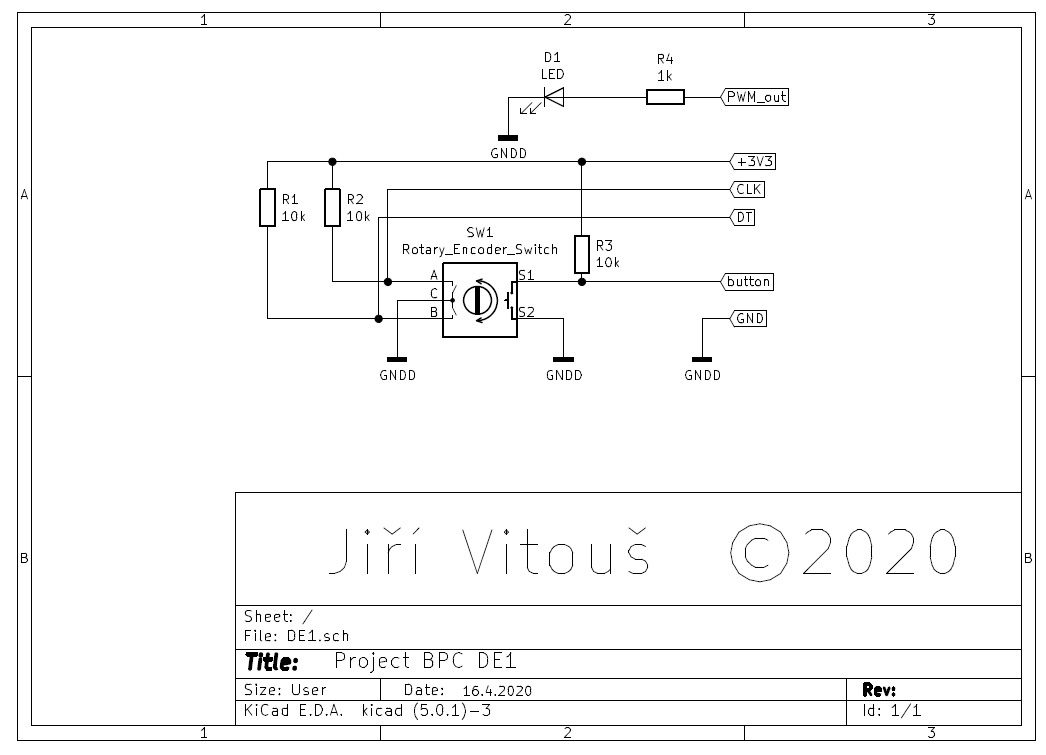 1 2 3
D1
LED
R4
1k
PWM_out
GNDD
+3V3
A
A
CLK
R1
10k
R2
10k
DT
SW1
Rotary_Encoder_Switch
R3
10k
A
S1
button
C
B
S2
GND
GNDD
GNDD
GNDD
Jiří Vitouš ©2020
B
B
Sheet: /
File: DE1.sch
Title: Project BPC DE1
Size: User Date: 16.4.2020 Rev:
KiCad E.D.A. kicad (5.0.1)-3 Id: 1/1
1 2 3